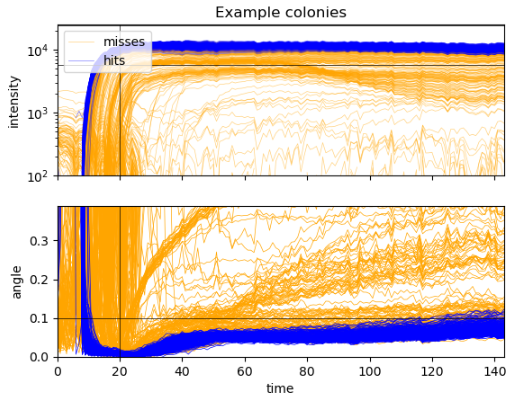 Example colonies
misses
hits
10⁴
10³
10²
intensity
0.3
0.2
0.1
0.0
angle
0 20 40 60 80 100 120 140
time